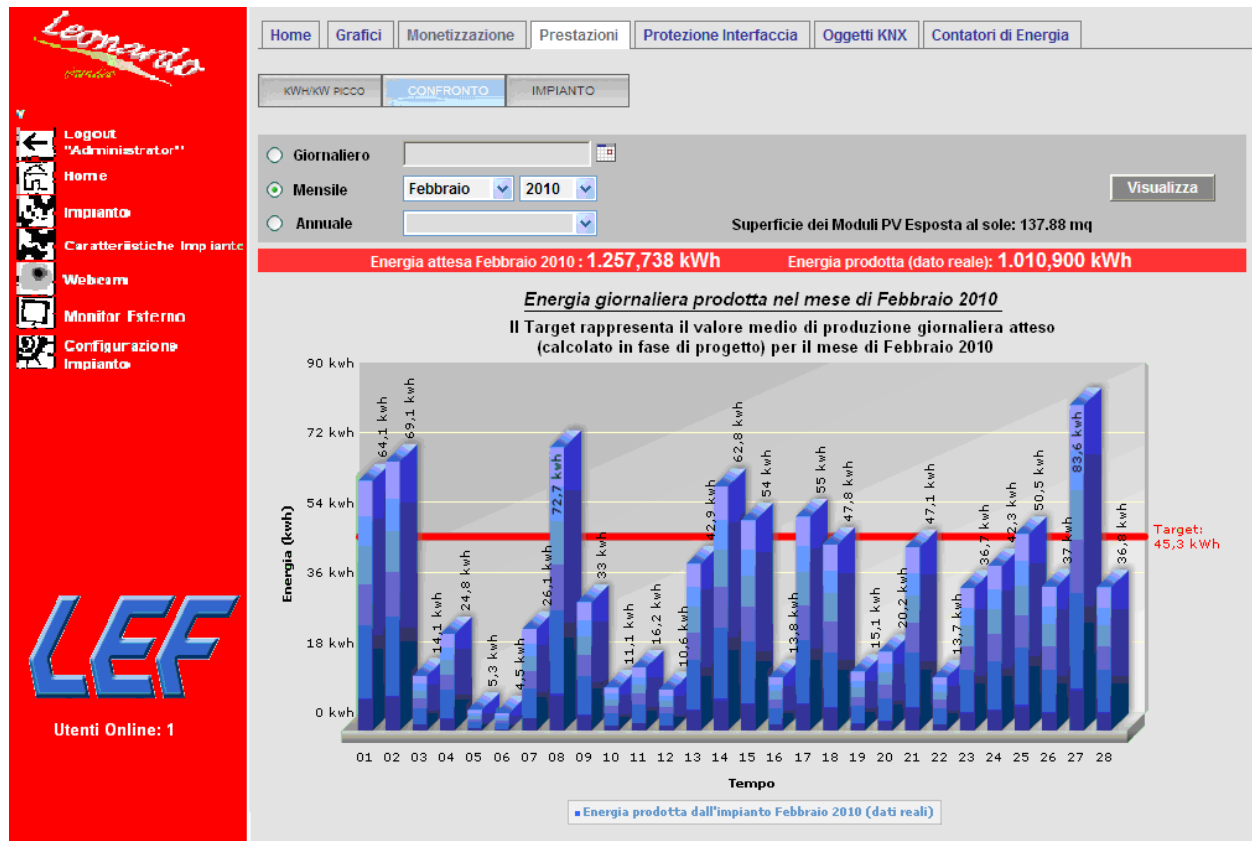 Leonardo
Home
Grafici
Monetizzazione
Prestazioni
Protezione Interfaccia
Oggetti KNX
Contatori di Energia
KWH/KW PICCO
CONFRONTO
IMPIANTO
Logout
"Administrator"
Home
Impianto
Caratteristiche Impianto
Webcam
Monitor Esterno
Configurazione
Impianto
LEF
Utenti Online: 1
Giornaliero
Mensile
Febbraio
2010
Annuale
Visualizza
Superficie dei Moduli PV Esposta al sole: 137.88 mq
Energia attesa Febbraio 2010 : 1.257,738 kWh
Energia prodotta (dato reale): 1.010,900 kWh
Energia giornaliera prodotta nel mese di Febbraio 2010
Il Target rappresenta il valore medio di produzione giornaliera atteso
(calcolato in fase di progetto) per il mese di Febbraio 2010
Energia (kwh)
90 kwh
72 kwh
54 kwh
36 kwh
18 kwh
0 kwh
64,1 kwh
69,1 kwh
14,1 kwh
24,8 kwh
5,3 kwh
4,5 kwh
26,1 kwh
72,7 kwh
33 kwh
11,1 kwh
16,2 kwh
10,6 kwh
42,9 kwh
62,8 kwh
54 kwh
13,8 kwh
55 kwh
47,8 kwh
15,1 kwh
20,2 kwh
47,1 kwh
13,7 kwh
36,7 kwh
42,3 kwh
50,5 kwh
37 kwh
83,6 kwh
36,8 kwh
Target:
45,3 kWh
01 02 03 04 05 06 07 08 09 10 11 12 13 14 15 16 17 18 19 20 21 22 23 24 25 26 27 28
Tempo
Energia prodotta dall'impianto Febbraio 2010 (dati reali)